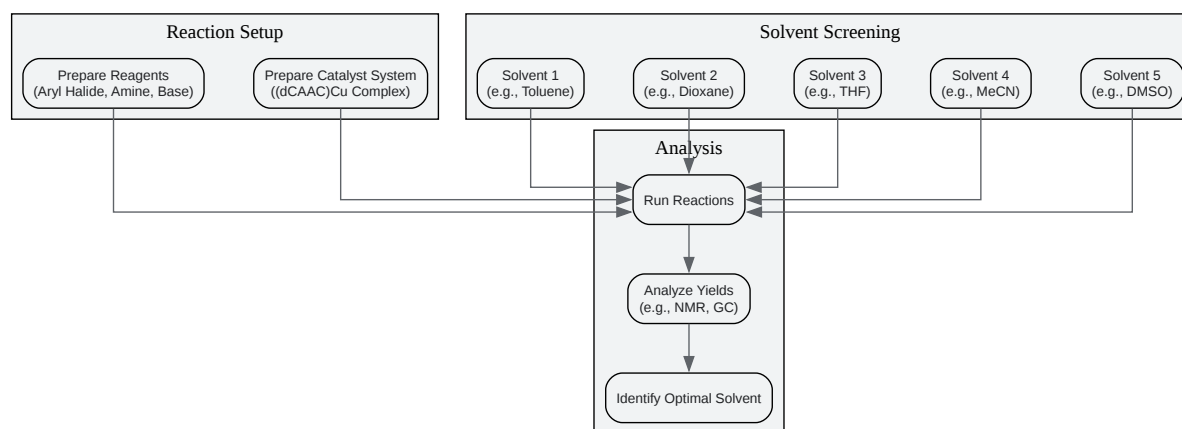 Reaction Setup
Prepare Reagents
(Aryl Halide, Amine, Base)
Prepare Catalyst System
((dCAAC)Cu Complex)
Solvent Screening
Solvent 1
(e.g., Toluene)
Solvent 2
(e.g., Dioxane)
Solvent 3
(e.g., THF)
Solvent 4
(e.g., MeCN)
Solvent 5
(e.g., DMSO)
Analysis
Run Reactions
Analyze Yields
(e.g., NMR, GC)
Identify Optimal Solvent